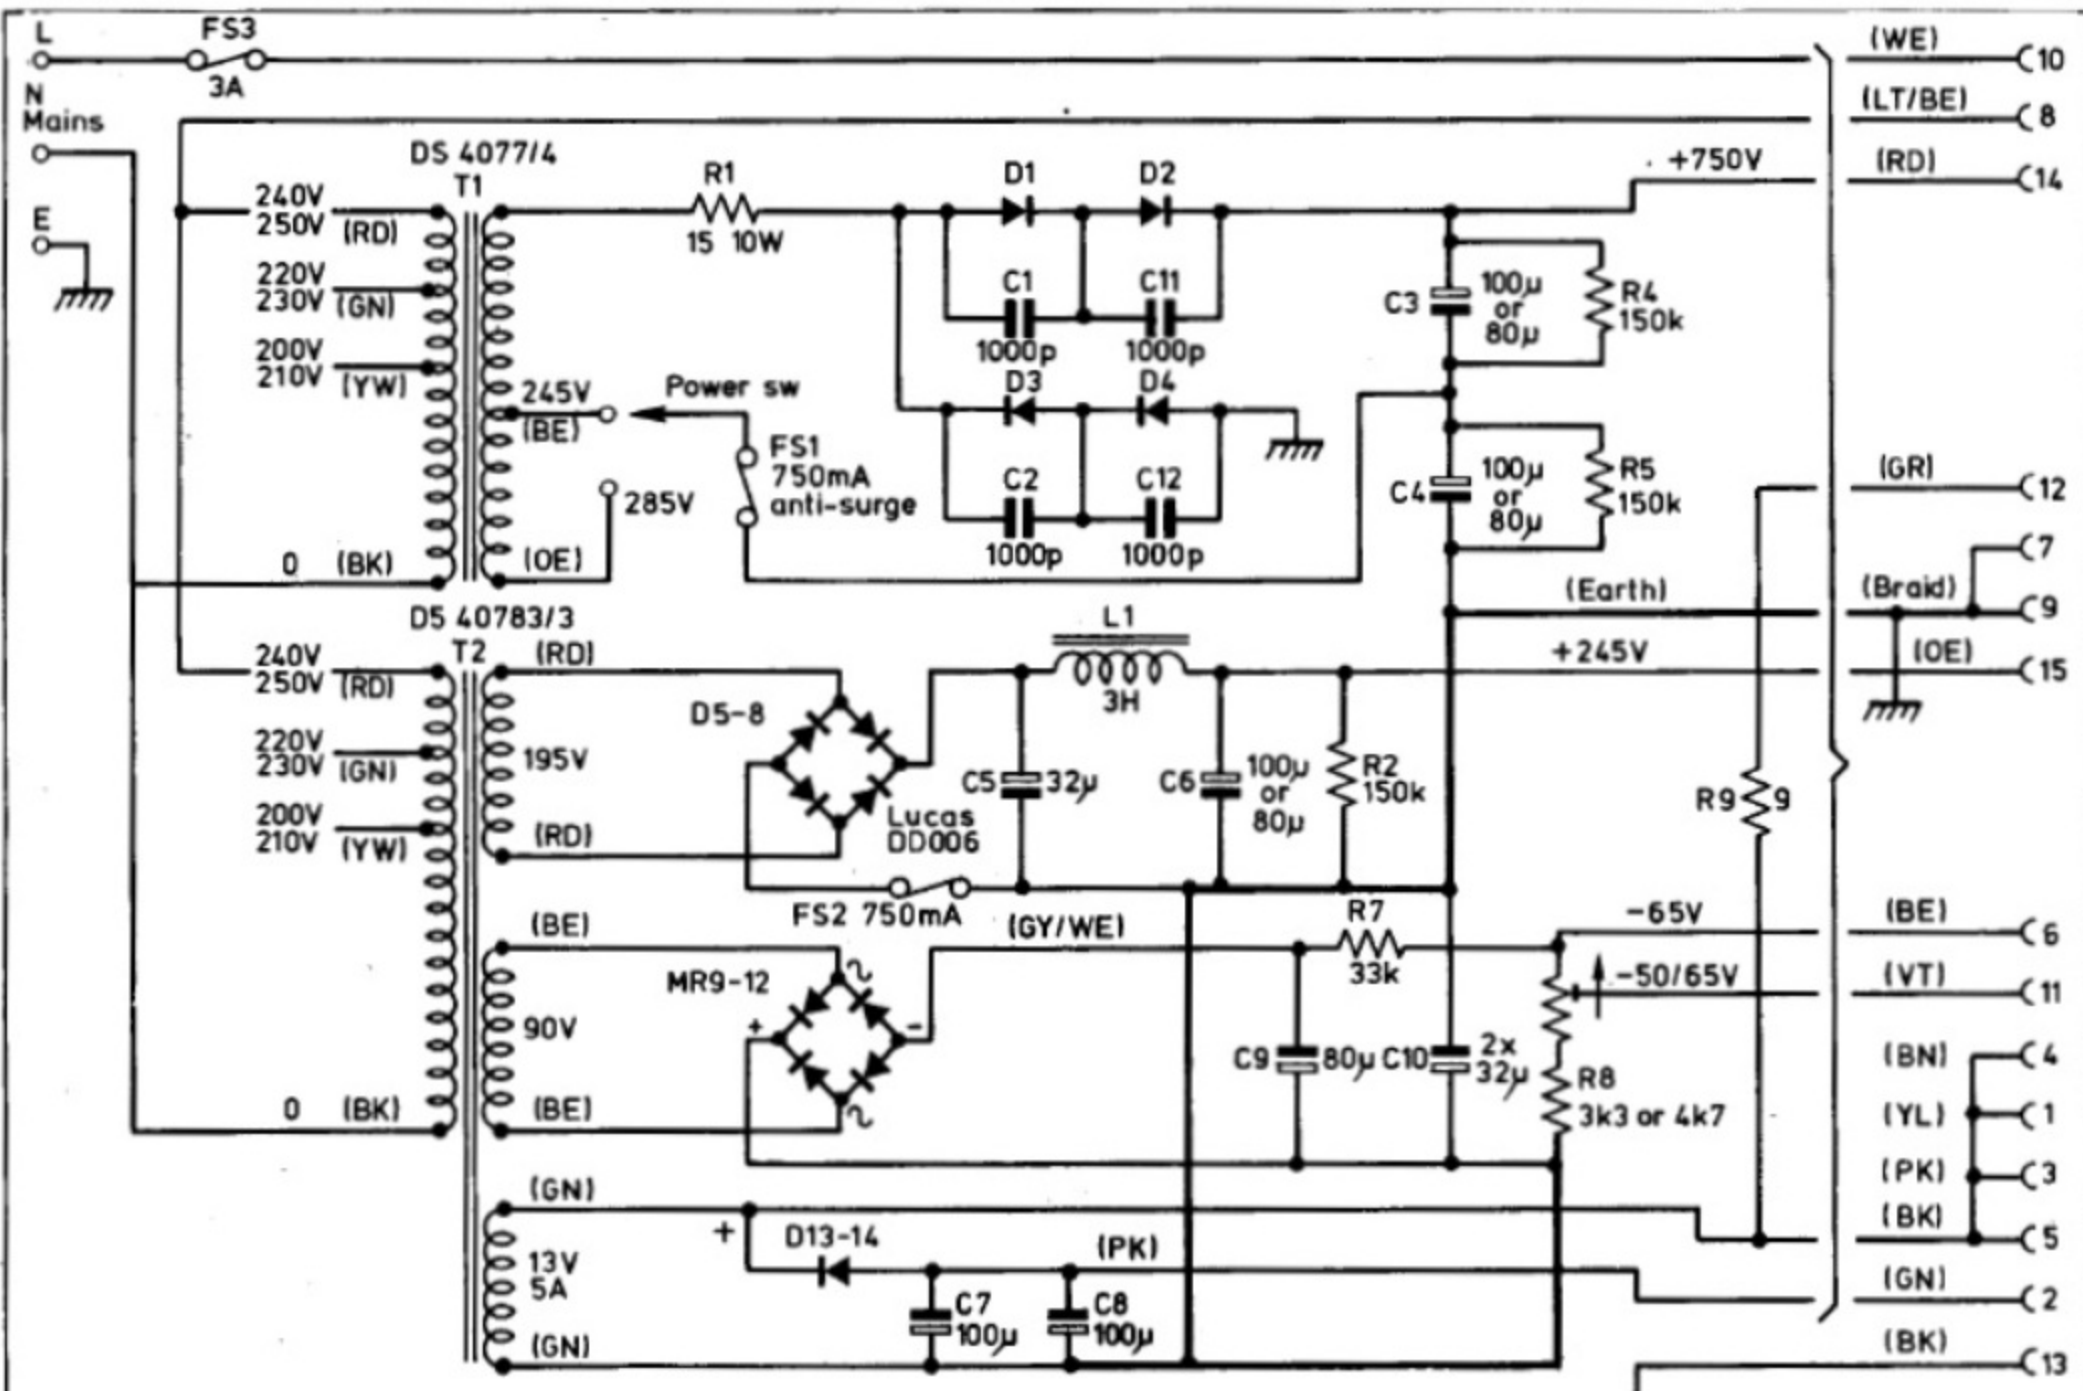 L
FS3
3A
N
Mains
E
(WE)
10
(LT/BE)
8
+750V
(RD)
14
DS 4077/4
T1
240V
250V
(RD)
220V
230V
(GN)
200V
210V
(YW)
0
(BK)
R1
15 10W
D1
D2
C1
1000p
C11
1000p
D3
D4
C2
1000p
C12
1000p
245V
(BE)
Power sw
FS1
750mA
anti-surge
285V
(OE)
C3
100µ
or
80µ
R4
150k
C4
100µ
or
80µ
R5
150k
(GR)
12
7
(Earth)
(Braid)
9
+245V
(OE)
15
D5 40783/3
T2
240V
250V
(RD)
220V
230V
(GN)
200V
210V
(YW)
0
(BK)
(RD)
195V
(RD)
D5-8
Lucas
DD006
FS2 750mA
L1
3H
C5
32µ
C6
100µ
or
80µ
R2
150k
R9
9
(BE)
90V
(BE)
MR9-12
+
-
(GY/WE)
R7
33k
-65V
(BE)
6
-50/65V
(VT)
11
C9
80µ
C10
2x
32µ
R8
3k3 or 4k7
(BN)
4
(YL)
1
(PK)
3
(BK)
5
(GN)
13V
5A
(GN)
+
D13-14
(PK)
C7
100µ
C8
100µ
(GN)
2
(BK)
13